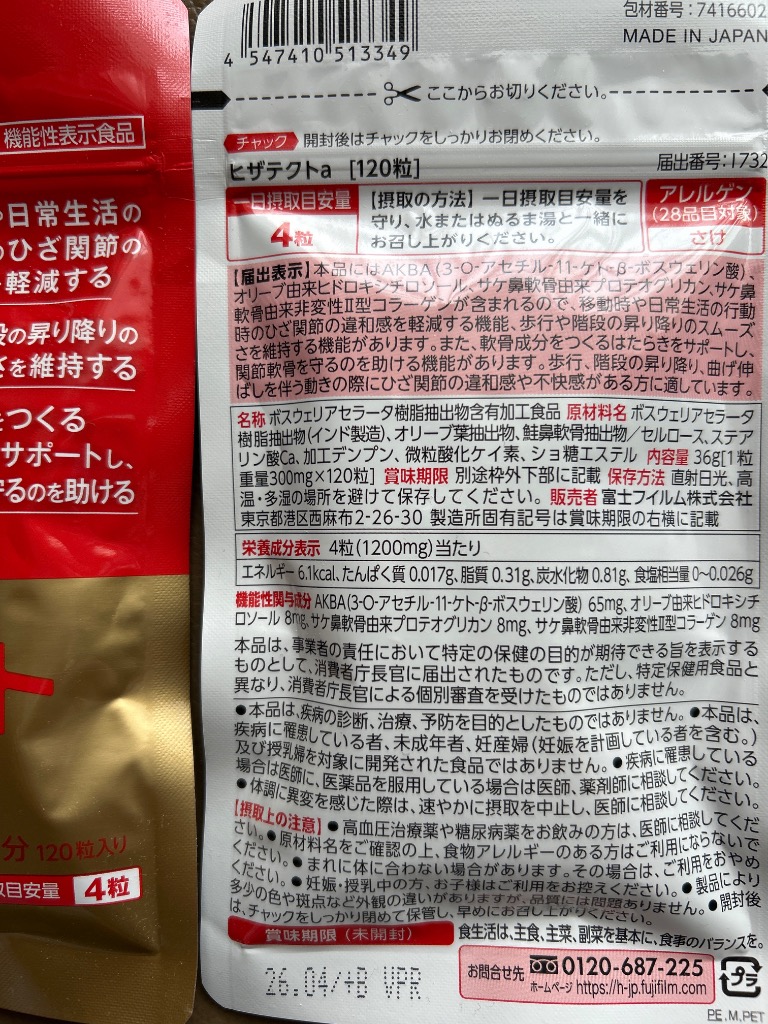 機能性表示食品
日常生活の
ひざ関節の
軽減する
段の昇り降りの
さを維持する
をつくる
サポートし、
守るのを助ける
ト
分 120粒入り
取目安量 4粒
4 547410 513349
包材番号：7416602
MADE IN JAPAN
ここからお切りください。
チャック 開封後はチャックをしっかりお閉めください。
ヒザテクトa [120粒] 届出番号：I732
一日摂取目安量
4粒
【摂取の方法】一日摂取目安量を
守り、水またはぬるま湯と一緒に
お召し上がりください。
アレルゲン
(28品目対象)
さけ
【届出表示】本品にはAKBA(3-O-アセチル-11-ケト-β-ボスウェリン酸)、
オリーブ由来ヒドロキシチロソール、サケ鼻軟骨由来プロテオグリカン、サケ鼻
軟骨由来非変性Ⅱ型コラーゲンが含まれるので、移動時や日常生活の行動
時のひざ関節の違和感を軽減する機能、歩行や階段の昇り降りのスムーズ
さを維持する機能があります。また、軟骨成分をつくるはたらきをサポートし、
関節軟骨を守るのを助ける機能があります。歩行、階段の昇り降り、曲げ伸
ばしを伴う動きの際にひざ関節の違和感や不快感がある方に適しています。
名称 ボスウェリアセラータ樹脂抽出物含有加工食品 原材料名 ボスウェリアセラータ
樹脂抽出物(インド製造)、オリーブ葉抽出物、鮭鼻軟骨抽出物／セルロース、ステア
リン酸Ca、加工デンプン、微粒酸化ケイ素、ショ糖エステル 内容量 36g[1粒
重量300mg×120粒] 賞味期限 別途枠外下部に記載 保存方法 直射日光、高
温・多湿の場所を避けて保存してください。 販売者 富士フイルム株式会社
東京都港区西麻布2-26-30 製造所固有記号は賞味期限の右横に記載
栄養成分表示 4粒(1200mg)当たり
エネルギー 6.1kcal、たんぱく質 0.017g、脂質 0.31g、炭水化物 0.81g、食塩相当量 0～0.026g
機能性関与成分 AKBA(3-O-アセチル-11-ケト-β-ボスウェリン酸) 65mg、オリーブ由来ヒドロキシチ
ロソール 8mg、サケ鼻軟骨由来プロテオグリカン 8mg、サケ鼻軟骨由来非変性Ⅱ型コラーゲン 8mg
本品は、事業者の責任において特定の保健の目的が期待できる旨を表示する
ものとして、消費者庁長官に届出されたものです。ただし、特定保健用食品と
異なり、消費者庁長官による個別審査を受けたものではありません。
●本品は、疾病の診断、治療、予防を目的としたものではありません。●本品は、
疾病に罹患している者、未成年者、妊産婦(妊娠を計画している者を含む。)
及び授乳婦を対象に開発された食品ではありません。●疾病に罹患している
場合は医師に、医薬品を服用している場合は医師、薬剤師に相談してください。
●体調に異変を感じた際は、速やかに摂取を中止し、医師に相談してください。
【摂取上の注意】●高血圧治療薬や糖尿病薬をお飲みの方は、医師に相談してくだ
さい。●原材料名をご確認の上、食物アレルギーのある方はご利用にならないで
ください。●まれに体に合わない場合があります。その場合は、ご利用をおやめ
ください。●妊娠・授乳中の方、お子様はご利用をお控えください。●製品により
多少の色や斑点など外観の違いがありますが、品質には問題ありません。●開封後
は、チャックをしっかり閉めて保管し、早めにお召し上がりください。
賞味期限（未開封） 食生活は、主食、主菜、副菜を基本に、食事のバランスを。
26.04/+B VPR
お問合せ先 0120-687-225
ホームページ https://h-jp.fujifilm.com
プラ
PE,M,PET